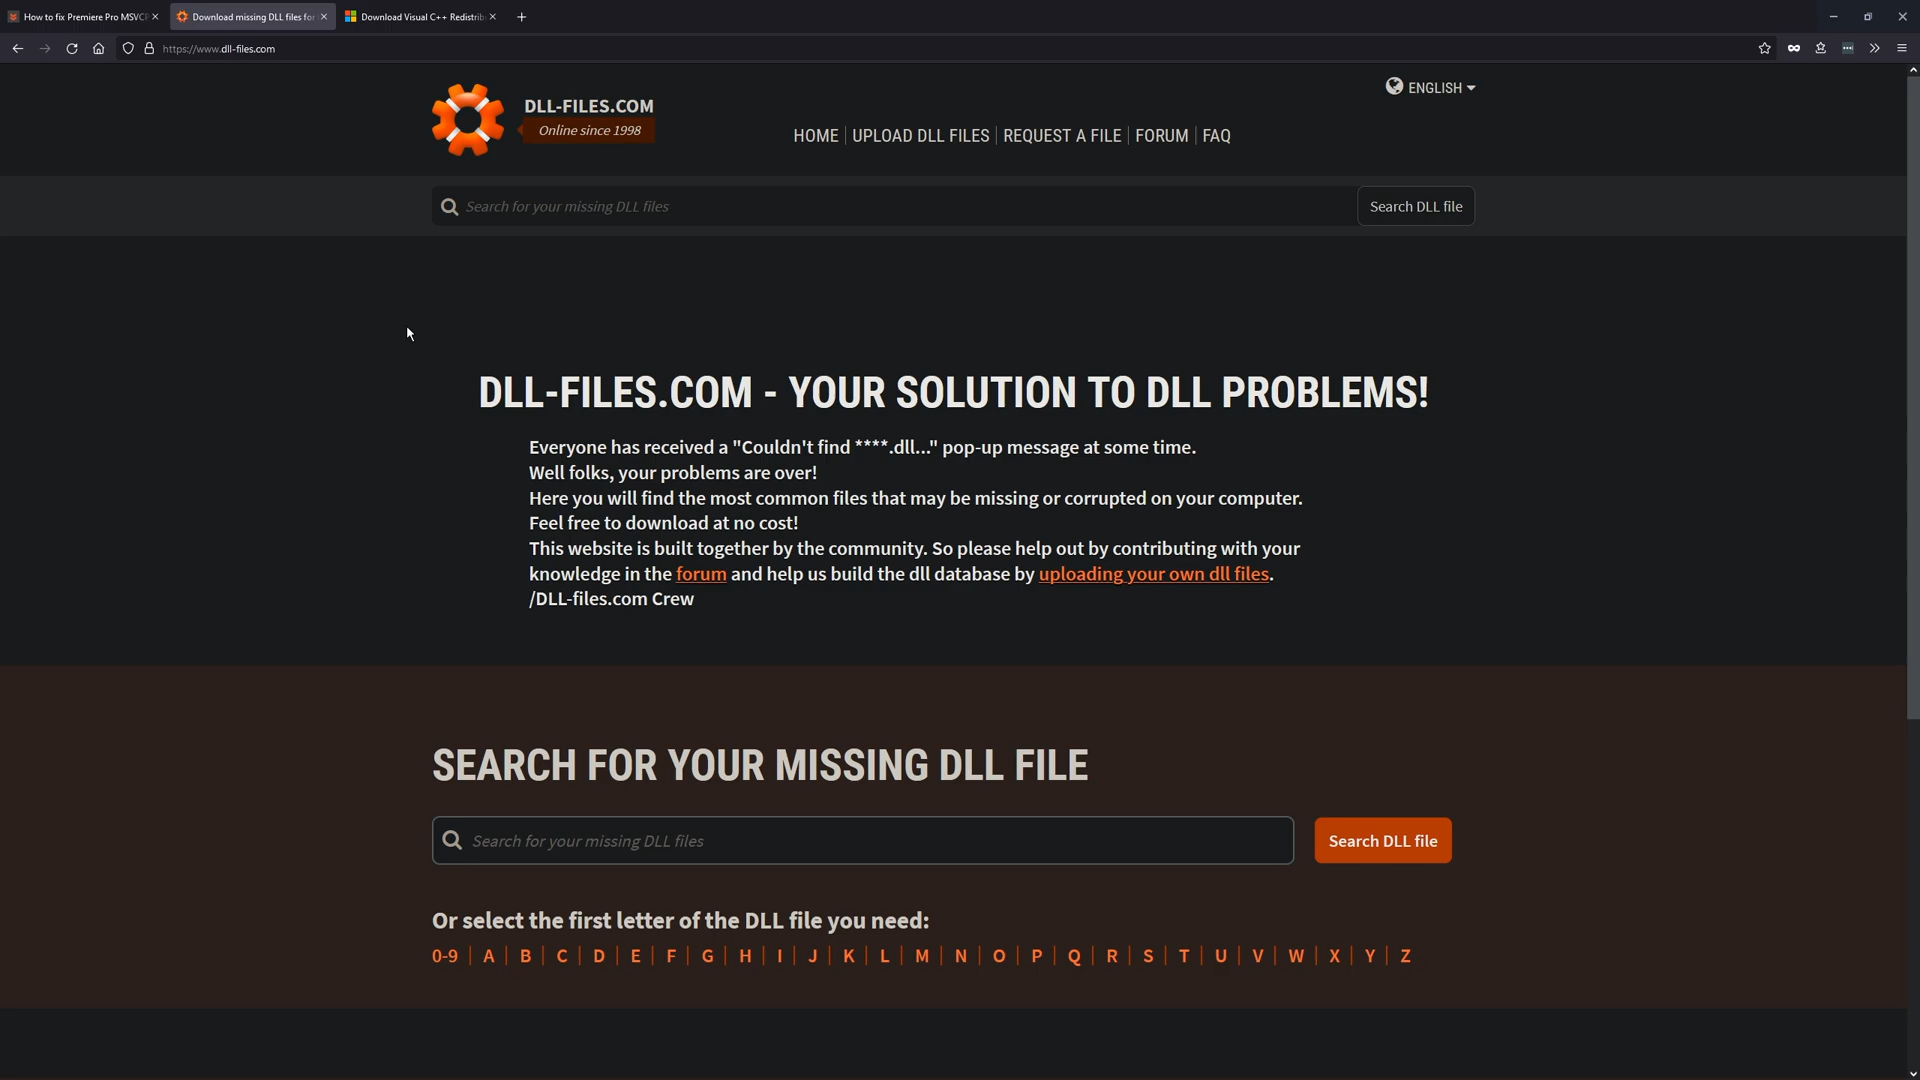 How to fix Premiere Pro MSVCP
Download missing DLL files for
Download Visual C++ Redistrib
https://www.dll-files.com
ENGLISH
DLL-FILES.COM
Online since 1998
HOME UPLOAD DLL FILES REQUEST A FILE FORUM FAQ
Search for your missing DLL files
Search DLL file
DLL-FILES.COM - YOUR SOLUTION TO DLL PROBLEMS!
Everyone has received a "Couldn't find ****.dll..." pop-up message at some time.
Well folks, your problems are over!
Here you will find the most common files that may be missing or corrupted on your computer.
Feel free to download at no cost!
This website is built together by the community. So please help out by contributing with your
knowledge in the forum and help us build the dll database by uploading your own dll files.
/DLL-files.com Crew
SEARCH FOR YOUR MISSING DLL FILE
Search for your missing DLL files
Search DLL file
Or select the first letter of the DLL file you need:
0-9 | A | B | C | D | E | F | G | H | I | J | K | L | M | N | O | P | Q | R | S | T | U | V | W | X | Y | Z